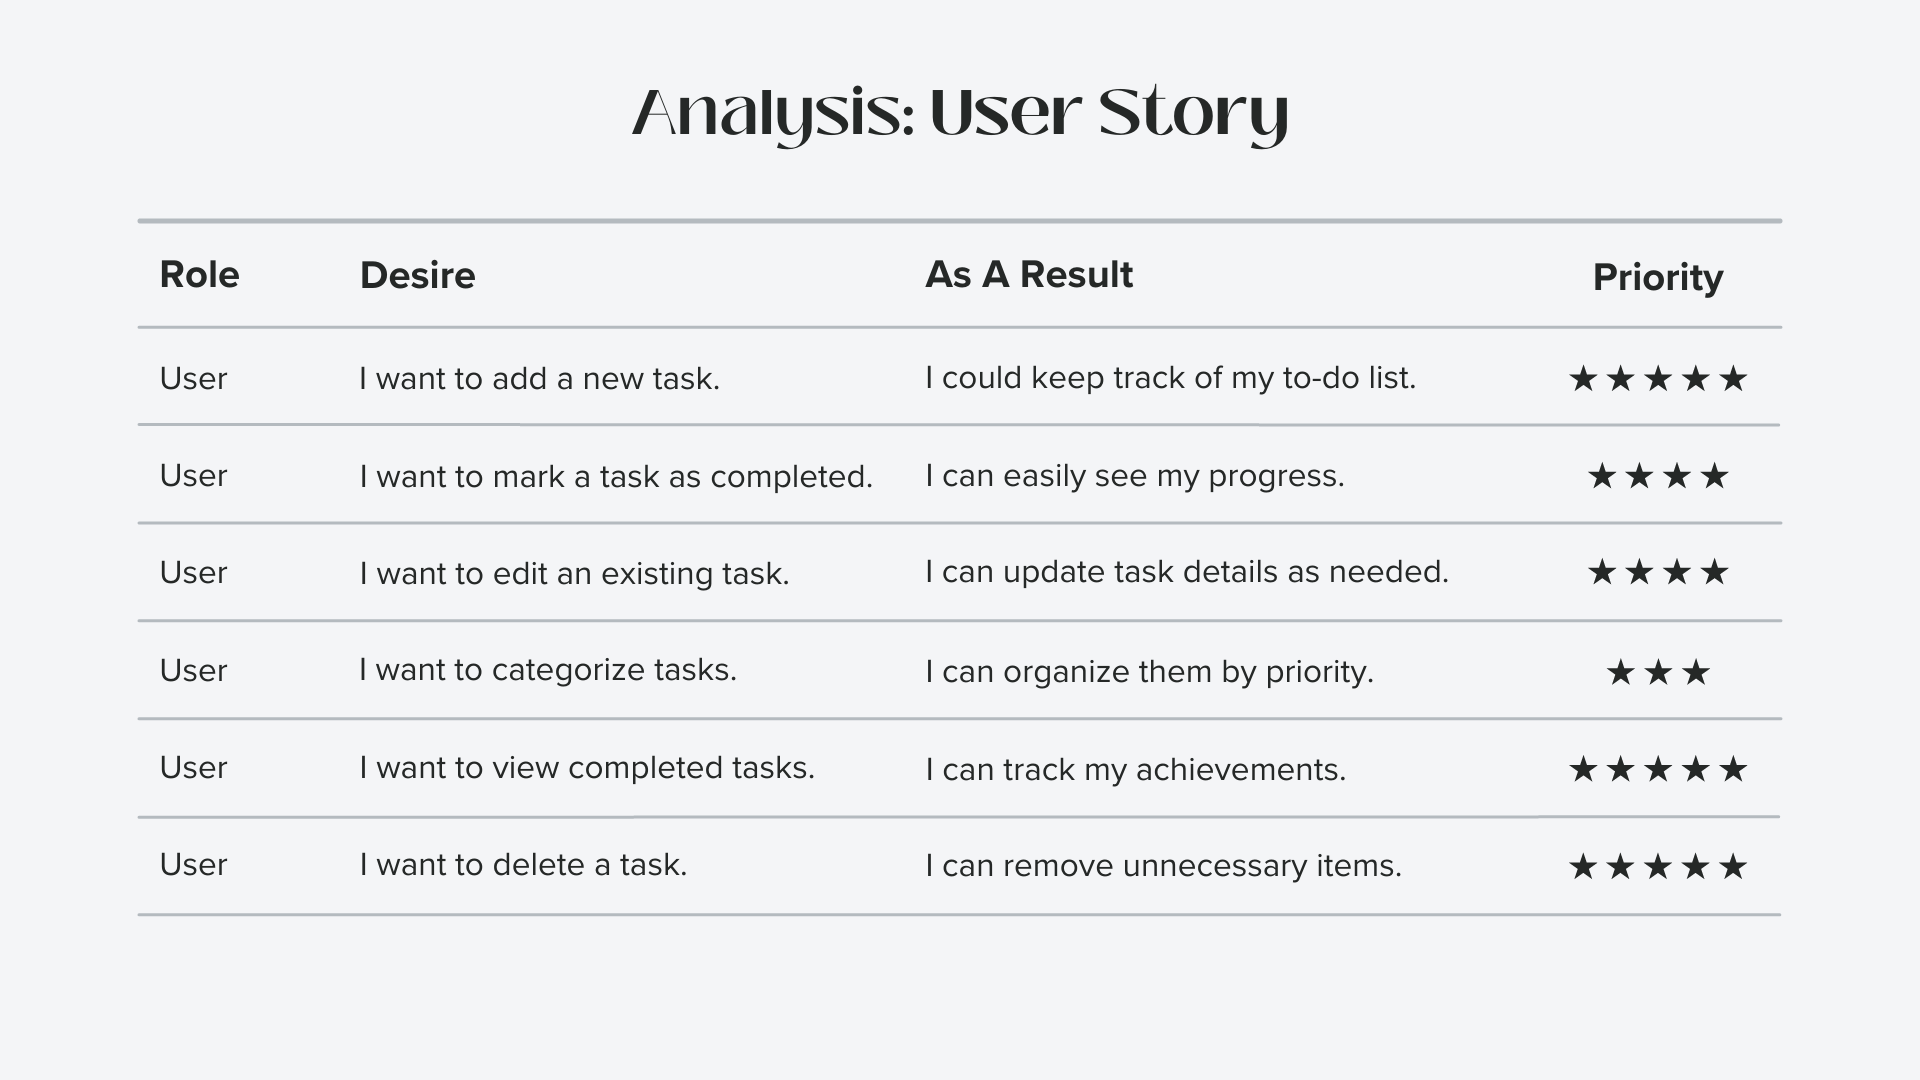 Analysis: User Story
Role Desire As A Result Priority
User I want to add a new task. I could keep track of my to-do list. ★★★★★
User I want to mark a task as completed. I can easily see my progress. ★★★★
User I want to edit an existing task. I can update task details as needed. ★★★★
User I want to categorize tasks. I can organize them by priority. ★★★
User I want to view completed tasks. I can track my achievements. ★★★★★
User I want to delete a task. I can remove unnecessary items. ★★★★★